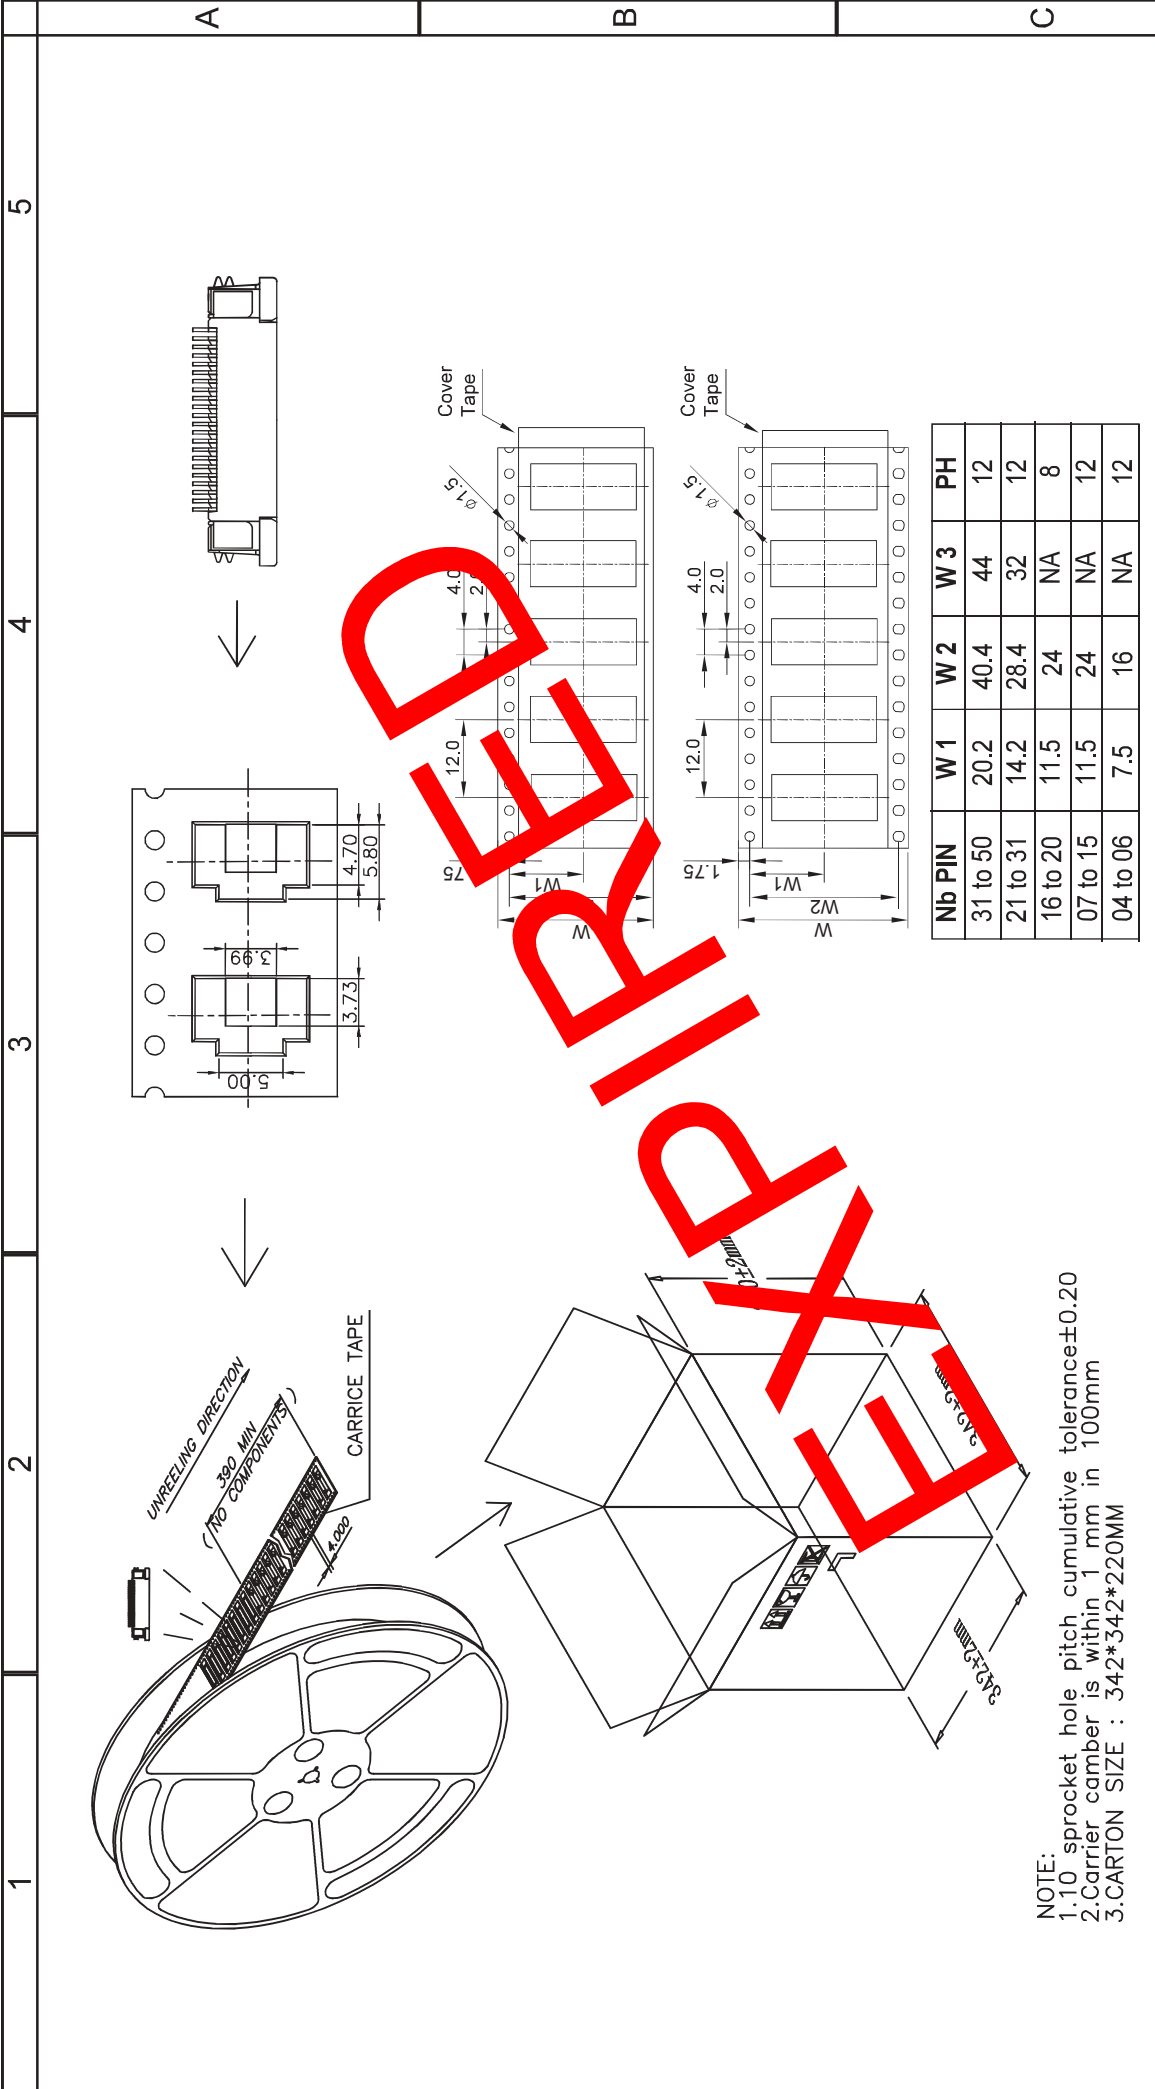 1 2 3 4 5
A
B
C
UNREELING DIRECTION
390 MIN
(NO COMPONENTS)
4.000
CARRICE TAPE
5.00
3.99
3.73
4.70
5.80
Cover
Tape
ø1.5
4.0
12.0
75
W1
W
Cover
Tape
ø1.5
4.0
2.0
12.0
1.75
W1
W2
W
342±2mm
EXPIRED
Nb PIN W 1 W 2 W 3 PH
31 to 50 20.2 40.4 44 12
21 to 31 14.2 28.4 32 12
16 to 20 11.5 24 NA 8
07 to 15 11.5 24 NA 12
04 to 06 7.5 16 NA 12
NOTE:
1.10 sprocket hole pitch cumulative tolerance±0.20
2.Carrier camber is within 1 mm in 100mm
3.CARTON SIZE : 342*342*220MM